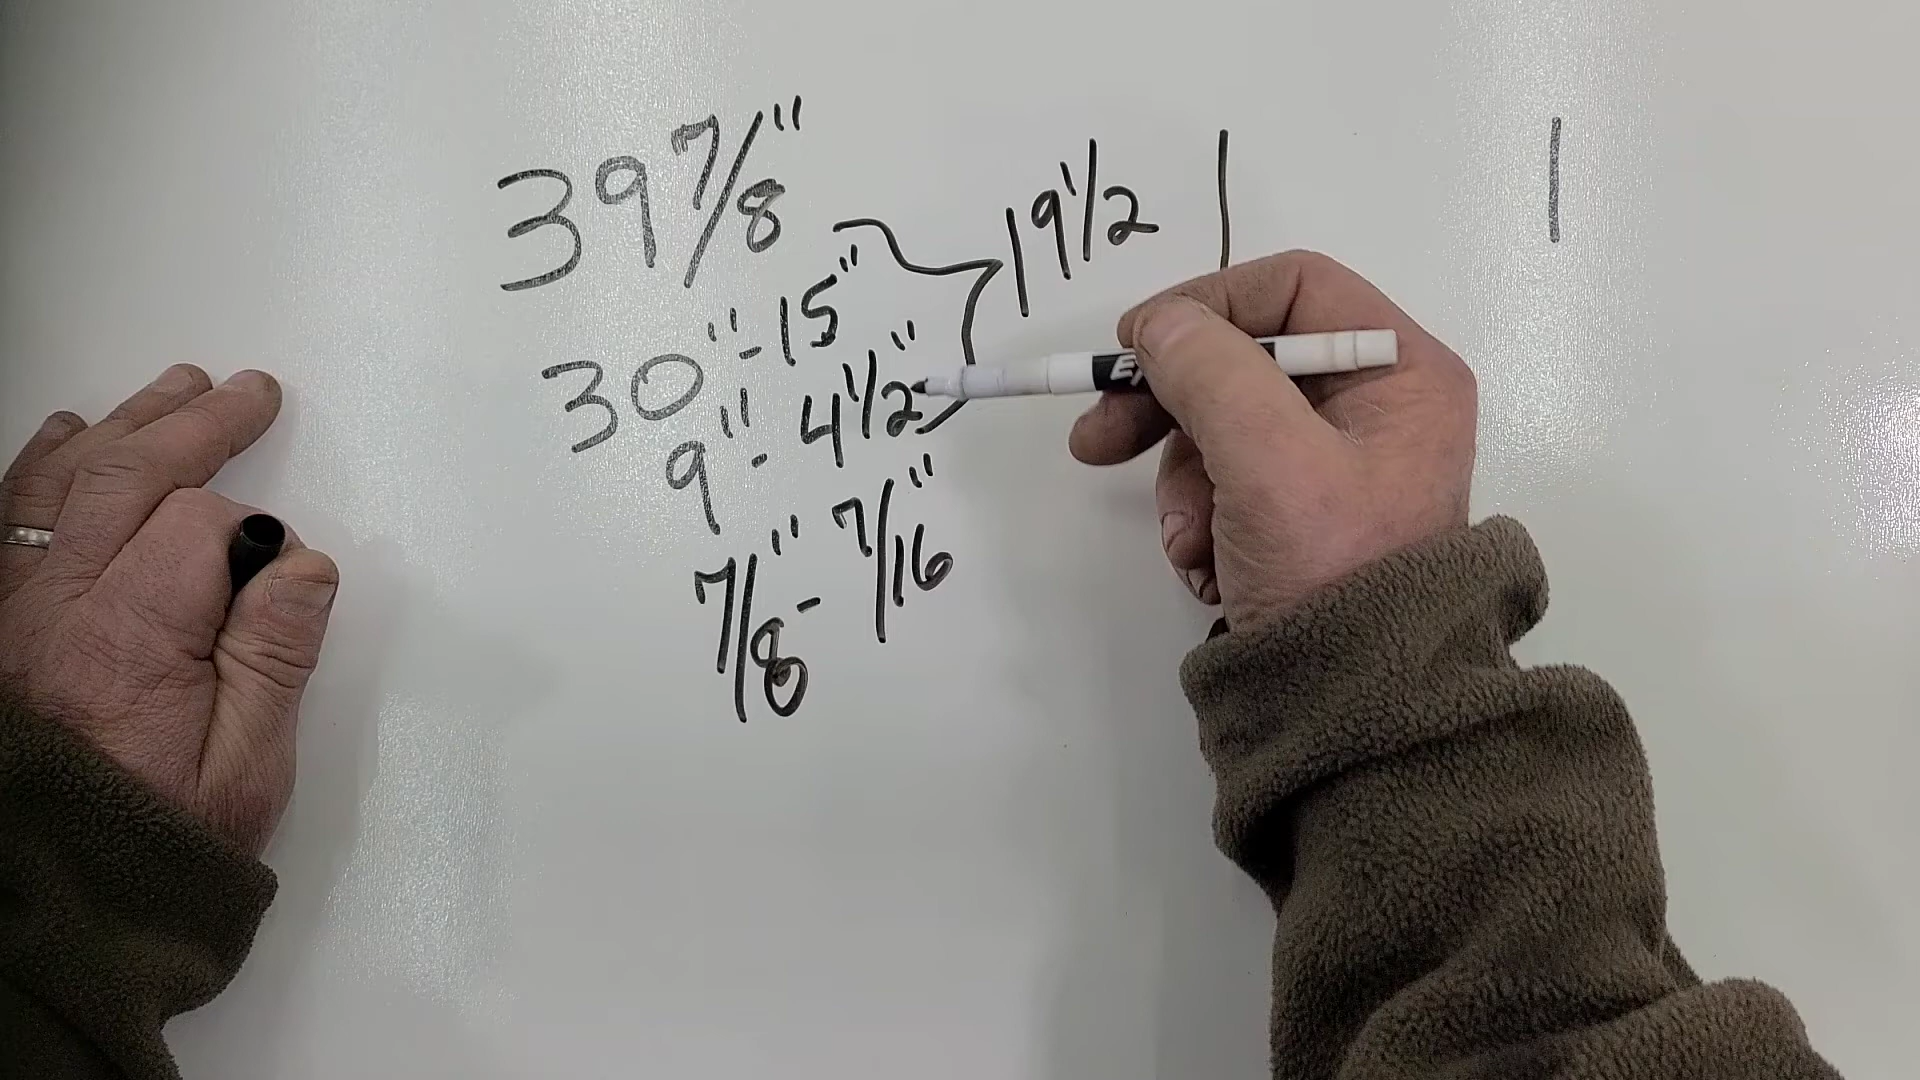 39 7/8"
30" - 15"
9" - 4 1/2"
7/8" - 7/16"
19 1/2